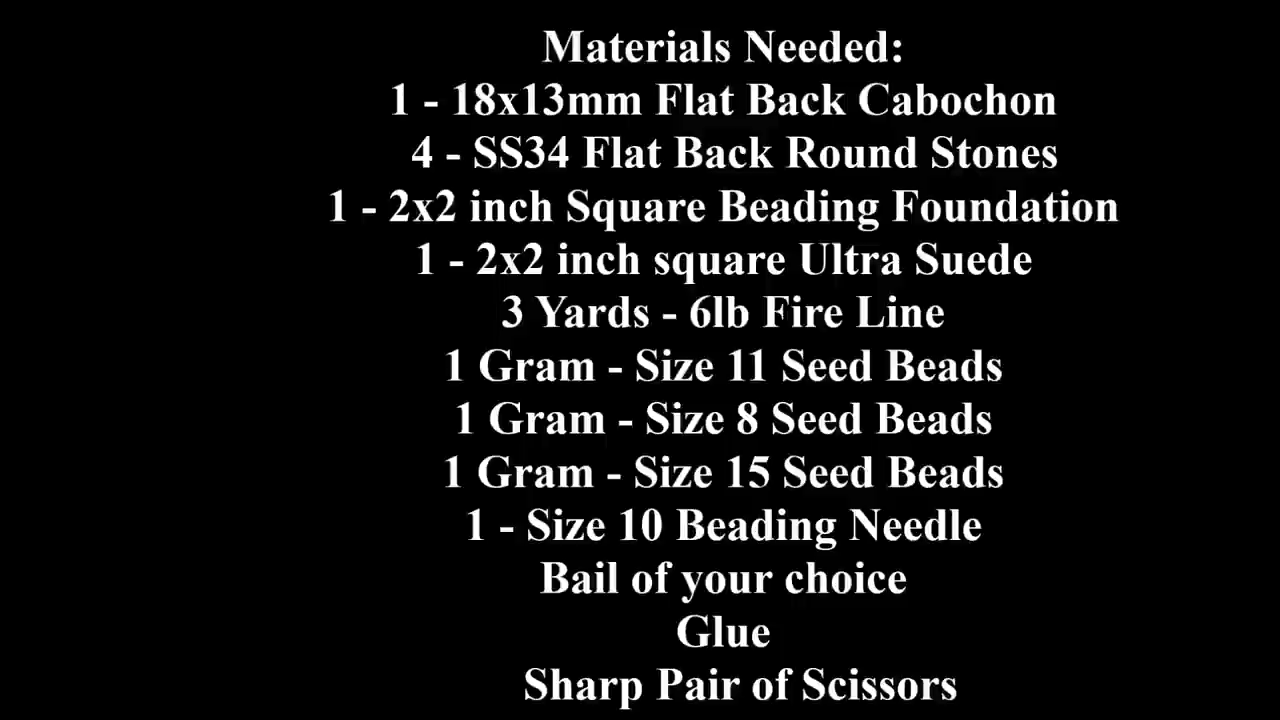 Materials Needed:
1 - 18x13mm Flat Back Cabochon
4 - SS34 Flat Back Round Stones
1 - 2x2 inch Square Beading Foundation
1 - 2x2 inch square Ultra Suede
3 Yards - 6lb Fire Line
1 Gram - Size 11 Seed Beads
1 Gram - Size 8 Seed Beads
1 Gram - Size 15 Seed Beads
1 - Size 10 Beading Needle
Bail of your choice
Glue
Sharp Pair of Scissors